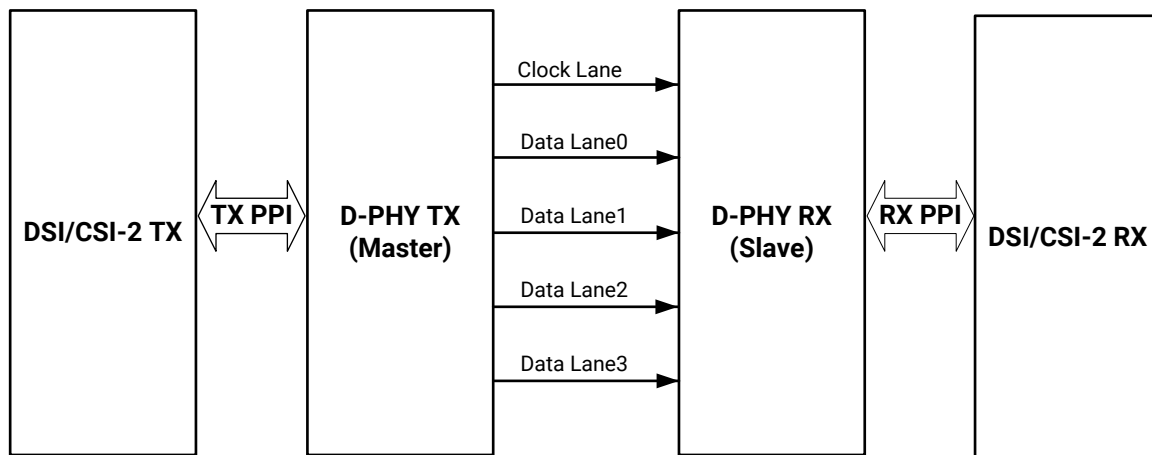 DSI/CSI-2 TX
TX PPI
D-PHY TX
(Master)
Clock Lane
Data Lane0
Data Lane1
Data Lane2
Data Lane3
D-PHY RX
(Slave)
RX PPI
DSI/CSI-2 RX